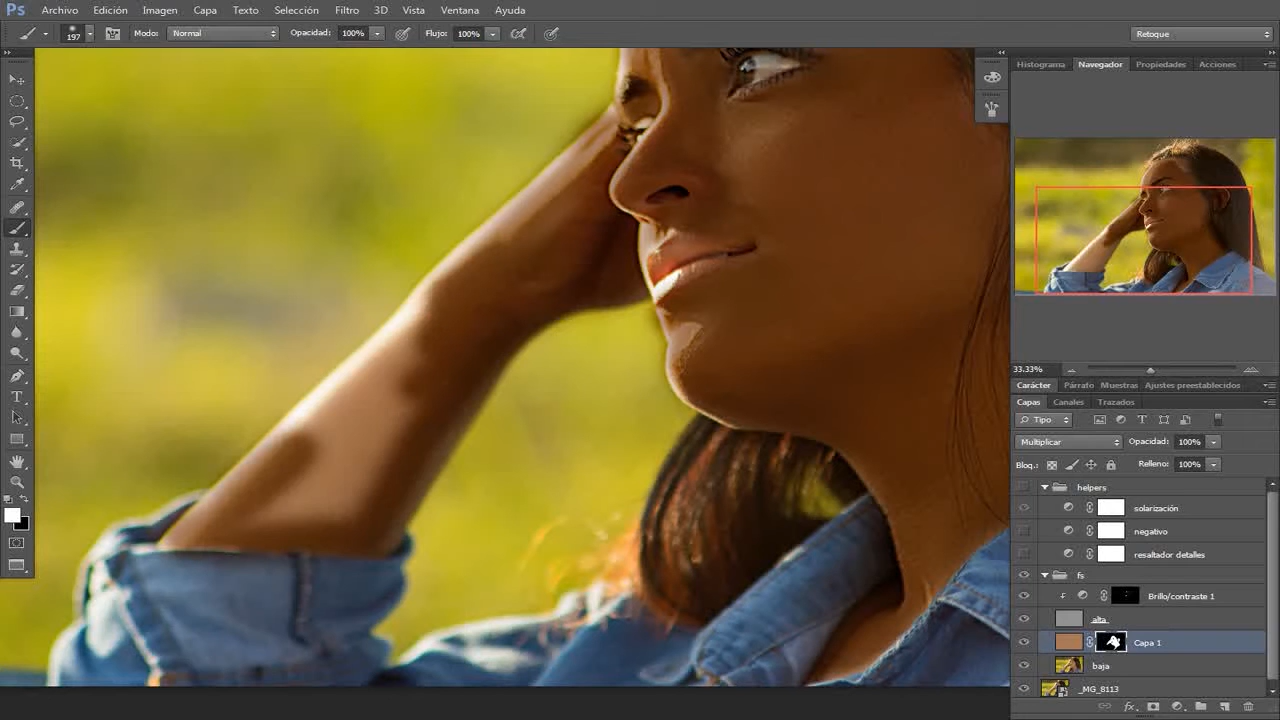 Ps Archivo Edición Imagen Capa Texto Selección Filtro 3D Vista Ventana Ayuda
197 Modo: Normal Opacidad: 100% Flujo: 100% Retoque
Histograma Navegador Propiedades Acciones
33.33%
Carácter Párrafo Muestras Ajustes preestablecidos
Capas Canales Trazados
Tipo
Multiplicar Opacidad: 100%
Bloq.: Relleno: 100%
helpers
solarización
negativo
resaltador detalles
fs
Brillo/contraste 1
alta
Capa 1
baja
_MG_8113